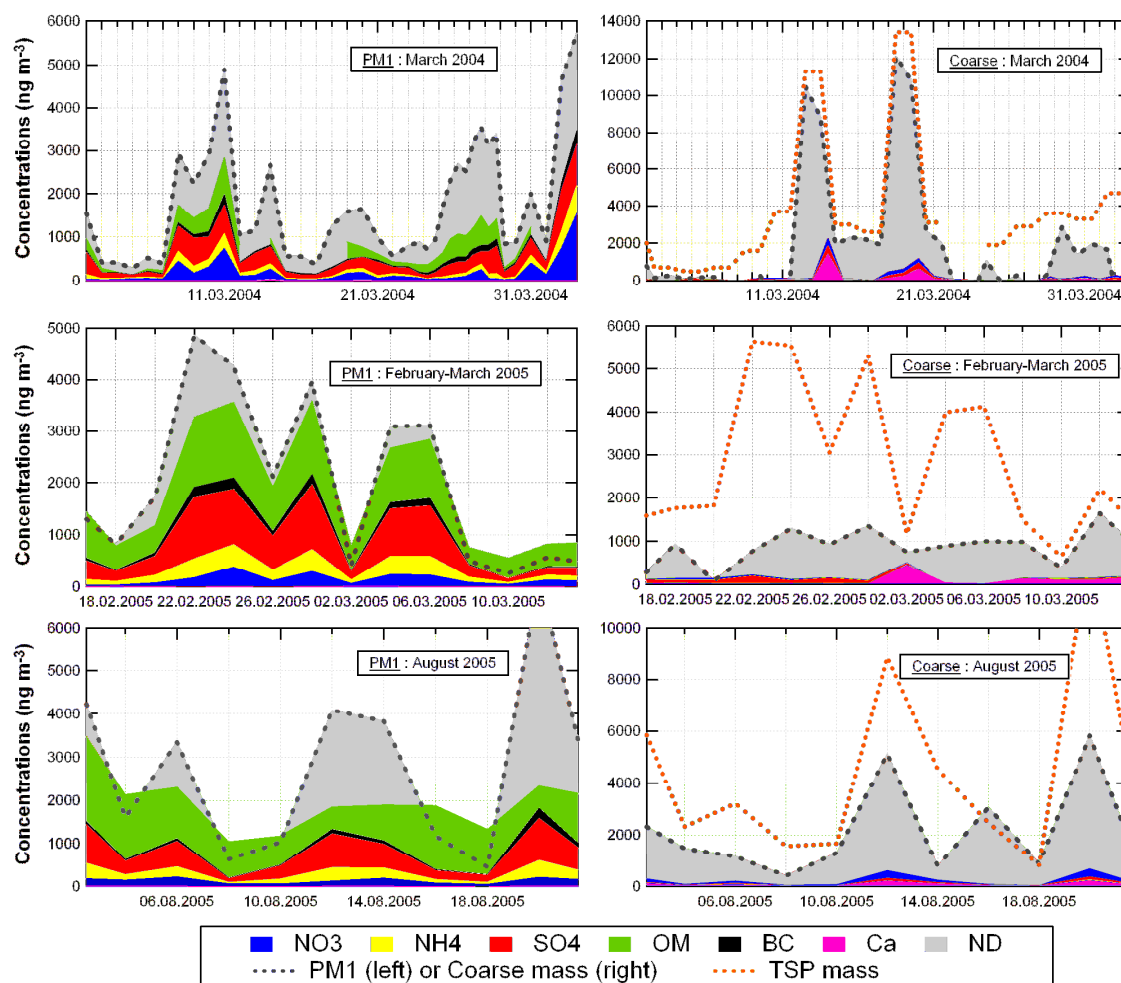 PM1 : March 2004
Concentrations (ng m-3)
6000
5000
4000
3000
2000
1000
0
11.03.2004 21.03.2004 31.03.2004
Coarse : March 2004
14000
12000
10000
8000
6000
4000
2000
0
11.03.2004 21.03.2004 31.03.2004
PM1 : February-March 2005
Concentrations (ng m-3)
5000
4000
3000
2000
1000
0
18.02.2005 22.02.2005 26.02.2005 02.03.2005 06.03.2005 10.03.2005
Coarse : February-March 2005
6000
5000
4000
3000
2000
1000
0
18.02.2005 22.02.2005 26.02.2005 02.03.2005 06.03.2005 10.03.2005
PM1 : August 2005
Concentrations (ng m-3)
6000
5000
4000
3000
2000
1000
0
06.08.2005 10.08.2005 14.08.2005 18.08.2005
Coarse : August 2005
10000
8000
6000
4000
2000
0
06.08.2005 10.08.2005 14.08.2005 18.08.2005
NO3 NH4 SO4 OM BC Ca ND
PM1 (left) or Coarse mass (right) TSP mass